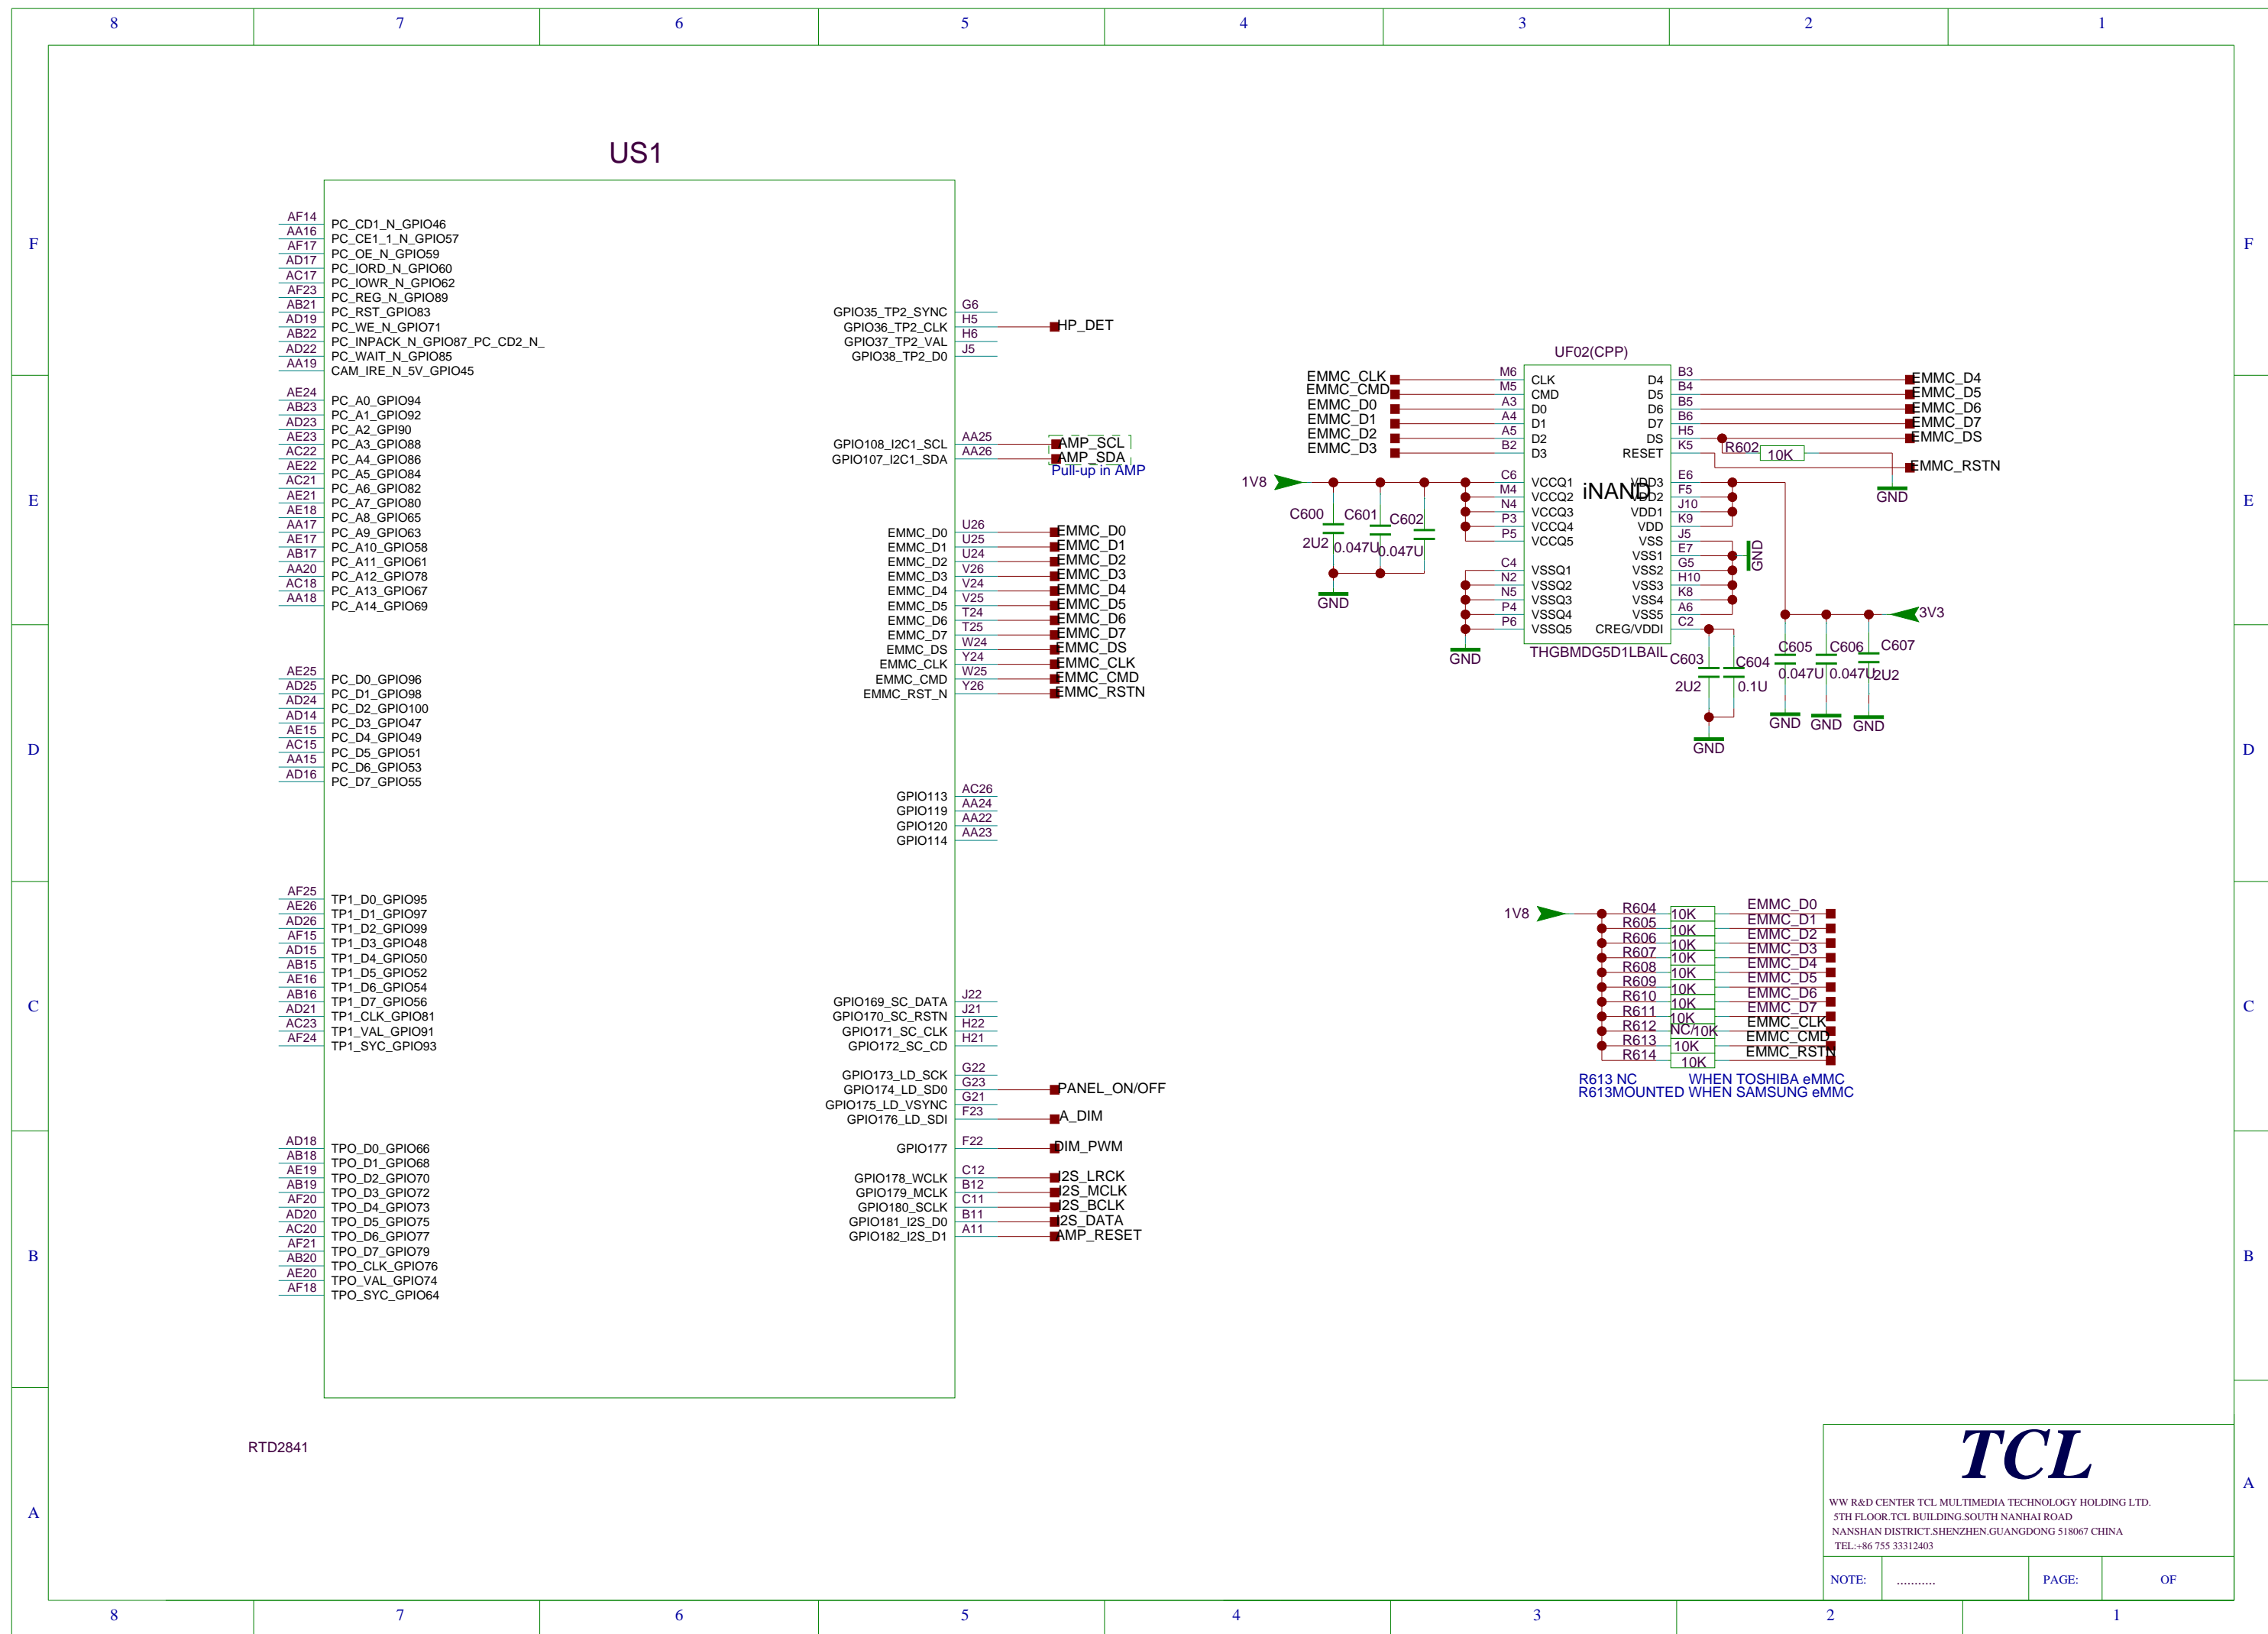 8 7 6 5 4 3 2 1
US1
F
AF14 PC_CD1_N_GPIO46
AA16 PC_CE1_1_N_GPIO57
AF17 PC_OE_N_GPIO59
AD17 PC_IORD_N_GPIO60
AC17 PC_IOWR_N_GPIO62
AF23 PC_REG_N_GPIO89
AB21 PC_RST_GPIO83
AD19 PC_WE_N_GPIO71
AB22 PC_INPACK_N_GPIO87_PC_CD2_N_
AD22 PC_WAIT_N_GPIO85
AA19 CAM_IRE_N_5V_GPIO45
E
AE24 PC_A0_GPIO94
AB23 PC_A1_GPIO92
AD23 PC_A2_GPI90
AE23 PC_A3_GPIO88
AC22 PC_A4_GPIO86
AE22 PC_A5_GPIO84
AC21 PC_A6_GPIO82
AE21 PC_A7_GPIO80
AE18 PC_A8_GPIO65
AA17 PC_A9_GPIO63
AE17 PC_A10_GPIO58
AB17 PC_A11_GPIO61
AA20 PC_A12_GPIO78
AC18 PC_A13_GPIO67
AA18 PC_A14_GPIO69
D
AE25 PC_D0_GPIO96
AD25 PC_D1_GPIO98
AD24 PC_D2_GPIO100
AD14 PC_D3_GPIO47
AE15 PC_D4_GPIO49
AC15 PC_D5_GPIO51
AA15 PC_D6_GPIO53
AD16 PC_D7_GPIO55
C
AF25 TP1_D0_GPIO95
AE26 TP1_D1_GPIO97
AD26 TP1_D2_GPIO99
AF15 TP1_D3_GPIO48
AD15 TP1_D4_GPIO50
AB15 TP1_D5_GPIO52
AE16 TP1_D6_GPIO54
AB16 TP1_D7_GPIO56
AD21 TP1_CLK_GPIO81
AC23 TP1_VAL_GPIO91
AF24 TP1_SYC_GPIO93
B
AD18 TPO_D0_GPIO66
AB18 TPO_D1_GPIO68
AE19 TPO_D2_GPIO70
AB19 TPO_D3_GPIO72
AF20 TPO_D4_GPIO73
AD20 TPO_D5_GPIO75
AC20 TPO_D6_GPIO77
AF21 TPO_D7_GPIO79
AB20 TPO_CLK_GPIO76
AE20 TPO_VAL_GPIO74
AF18 TPO_SYC_GPIO64
RTD2841
A
GPIO35_TP2_SYNC G6
GPIO36_TP2_CLK H5 HP_DET
GPIO37_TP2_VAL H6
GPIO38_TP2_D0 J5
GPIO108_I2C1_SCL AA25 AMP_SCL
GPIO107_I2C1_SDA AA26 AMP_SDA
Pull-up in AMP
EMMC_D0 U26 EMMC_D0
EMMC_D1 U25 EMMC_D1
EMMC_D2 U24 EMMC_D2
EMMC_D3 V26 EMMC_D3
EMMC_D4 V24 EMMC_D4
EMMC_D5 V25 EMMC_D5
EMMC_D6 T24 EMMC_D6
EMMC_D7 T25 EMMC_D7
EMMC_DS W24 EMMC_DS
EMMC_CLK Y24 EMMC_CLK
EMMC_CMD W25 EMMC_CMD
EMMC_RST_N Y26 EMMC_RSTN
GPIO113 AC26
GPIO119 AA24
GPIO120 AA22
GPIO114 AA23
GPIO169_SC_DATA J22
GPIO170_SC_RSTN J21
GPIO171_SC_CLK H22
GPIO172_SC_CD H21
GPIO173_LD_SCK G22
GPIO174_LD_SD0 G23 PANEL_ON/OFF
GPIO175_LD_VSYNC G21
GPIO176_LD_SDI F23 A_DIM
GPIO177 F22 DIM_PWM
GPIO178_WCLK C12 I2S_LRCK
GPIO179_MCLK B12 I2S_MCLK
GPIO180_SCLK C11 I2S_BCLK
GPIO181_I2S_D0 B11 I2S_DATA
GPIO182_I2S_D1 A11 AMP_RESET
UF02(CPP)
EMMC_CLK M6 CLK D4 B3 EMMC_D4
EMMC_CMD M5 CMD D5 B4 EMMC_D5
EMMC_D0 A3 D0 D6 B5 EMMC_D6
EMMC_D1 A4 D1 D7 B6 EMMC_D7
EMMC_D2 A5 D2 DS H5 EMMC_DS
EMMC_D3 B2 D3 RESET K5 R602 10K
EMMC_RSTN
GND
1V8 C6 VCCQ1 iNAND VDD3 E6
M4 VCCQ2 VDD2 F5
N4 VCCQ3 VDD1 J10
P3 VCCQ4 VDD K9
P5 VCCQ5 VSS J5
VSS1 E7 GND
C4 VSSQ1 VSS2 G5
N2 VSSQ2 VSS3 H10
N5 VSSQ3 VSS4 K8
P4 VSSQ4 VSS5 A6
P6 VSSQ5 CREG/VDDI C2
3V3
THGBMDG5D1LBAIL
GND
C600 C601 C602
2U2 0.047U 0.047U
GND
C603 C604 C605 C606 C607
2U2 0.1U 0.047U 0.047U 2U2
GND GND GND
GND
1V8
R604 10K EMMC_D0
R605 10K EMMC_D1
R606 10K EMMC_D2
R607 10K EMMC_D3
R608 10K EMMC_D4
R609 10K EMMC_D5
R610 10K EMMC_D6
R611 10K EMMC_D7
R612 NC/10K EMMC_CLK
R613 10K EMMC_CMD
R614 10K EMMC_RSTN
R613 NC WHEN TOSHIBA eMMC
R613MOUNTED WHEN SAMSUNG eMMC
F
E
D
C
B
A
TCL
WW R&D CENTER TCL MULTIMEDIA TECHNOLOGY HOLDING LTD.
5TH FLOOR.TCL BUILDING.SOUTH NANHAI ROAD
NANSHAN DISTRICT.SHENZHEN.GUANGDONG 518067 CHINA
TEL:+86 755 33312403
NOTE: ........... PAGE: OF
8 7 6 5 4 3 2 1